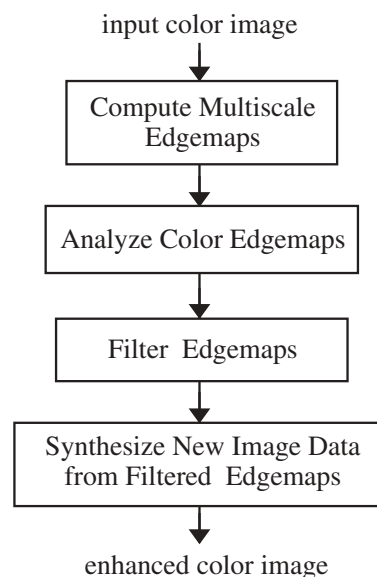 input color image
Compute Multiscale
Edgemaps
Analyze Color Edgemaps
Filter Edgemaps
Synthesize New Image Data
from Filtered Edgemaps
enhanced color image